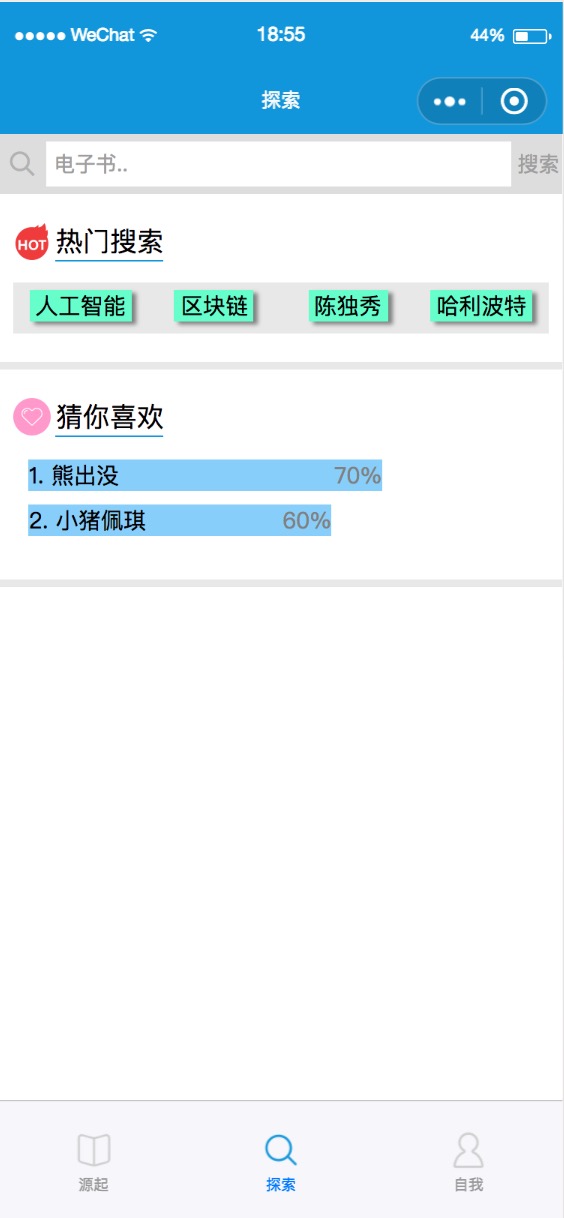 WeChat 18:55 44%
探索
电子书.. 搜索
HOT 热门搜索
人工智能 区块链 陈独秀 哈利波特
猜你喜欢
1. 熊出没 70%
2. 小猪佩琪 60%
源起 探索 自我